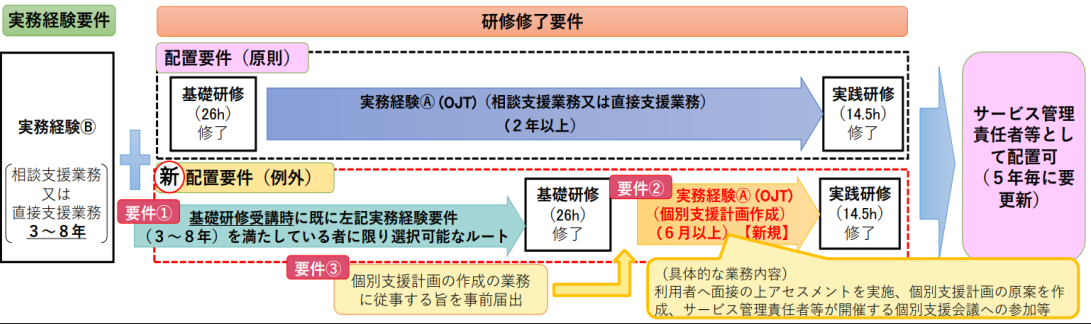 実務経験要件
研修修了要件
実務経験Ⓑ
相談支援業務
又は
直接支援業務
３～８年
配置要件（原則）
基礎研修
（26h）
修了
実務経験Ⓐ（OJT）（相談支援業務又は直接支援業務）
（２年以上）
実践研修
（14.5h）
修了
新 配置要件（例外）
要件①
基礎研修受講時に既に左記実務経験要件
（３～８年）を満たしている者に限り選択可能なルート
基礎研修
（26h）
修了
要件②
実務経験Ⓐ（OJT）
（個別支援計画作成）
（６月以上）【新規】
実践研修
（14.5h）
修了
要件③
個別支援計画の作成の業務
に従事する旨を事前届出
（具体的な業務内容）
利用者へ面接の上アセスメントを実施、個別支援計画の原案を作
成、サービス管理責任者等が開催する個別支援会議への参加等
サービス管理
責任者等とし
て配置可
（５年毎に要
更新）